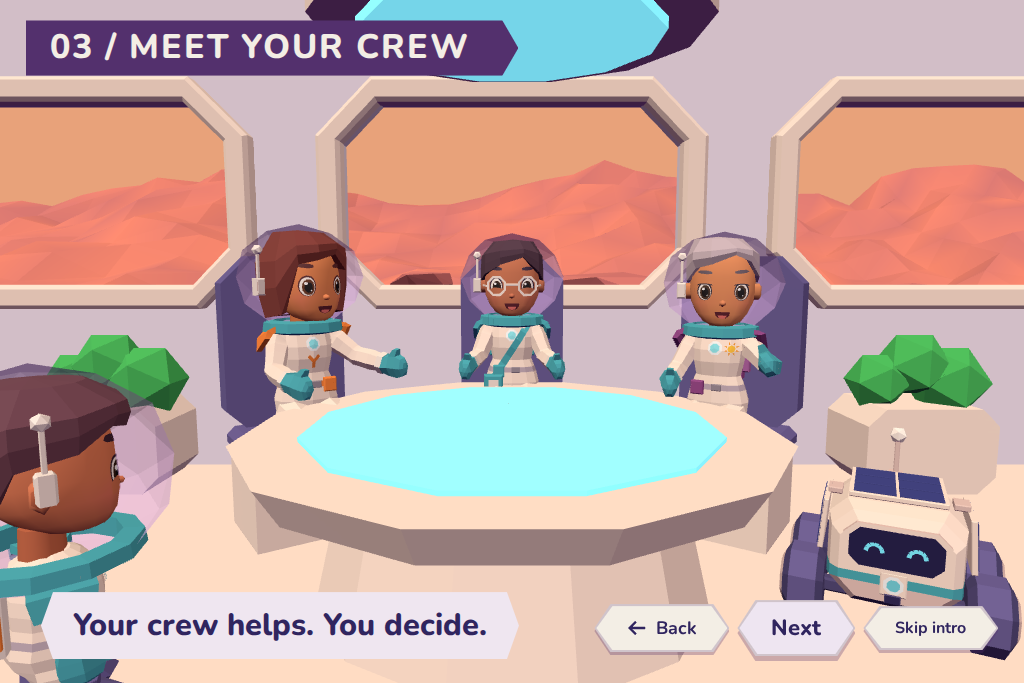 03 / MEET YOUR CREW
Your crew helps. You decide.
← Back
Next
Skip intro